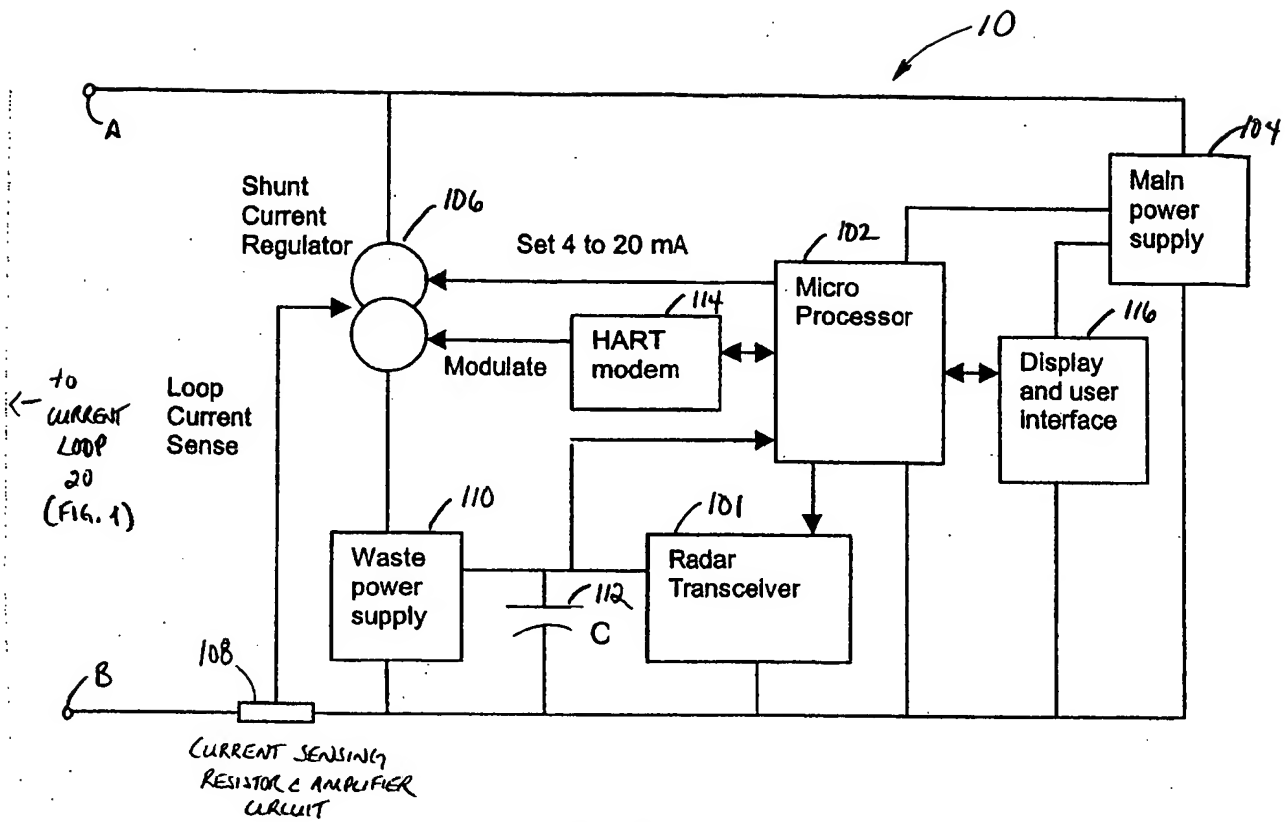 10
A
104
Main
power
supply
Shunt
Current
Regulator
106
Set 4 to 20 mA
102
Micro
Processor
114
HART
modem
Modulate
116
Display
and user
interface
to
CURRENT
LOOP
20
(FIG. 1)
Loop
Current
Sense
110
Waste
power
supply
101
Radar
Transceiver
112
C
B
108
CURRENT SENSING
RESISTOR & AMPLIFIER
CIRCUIT